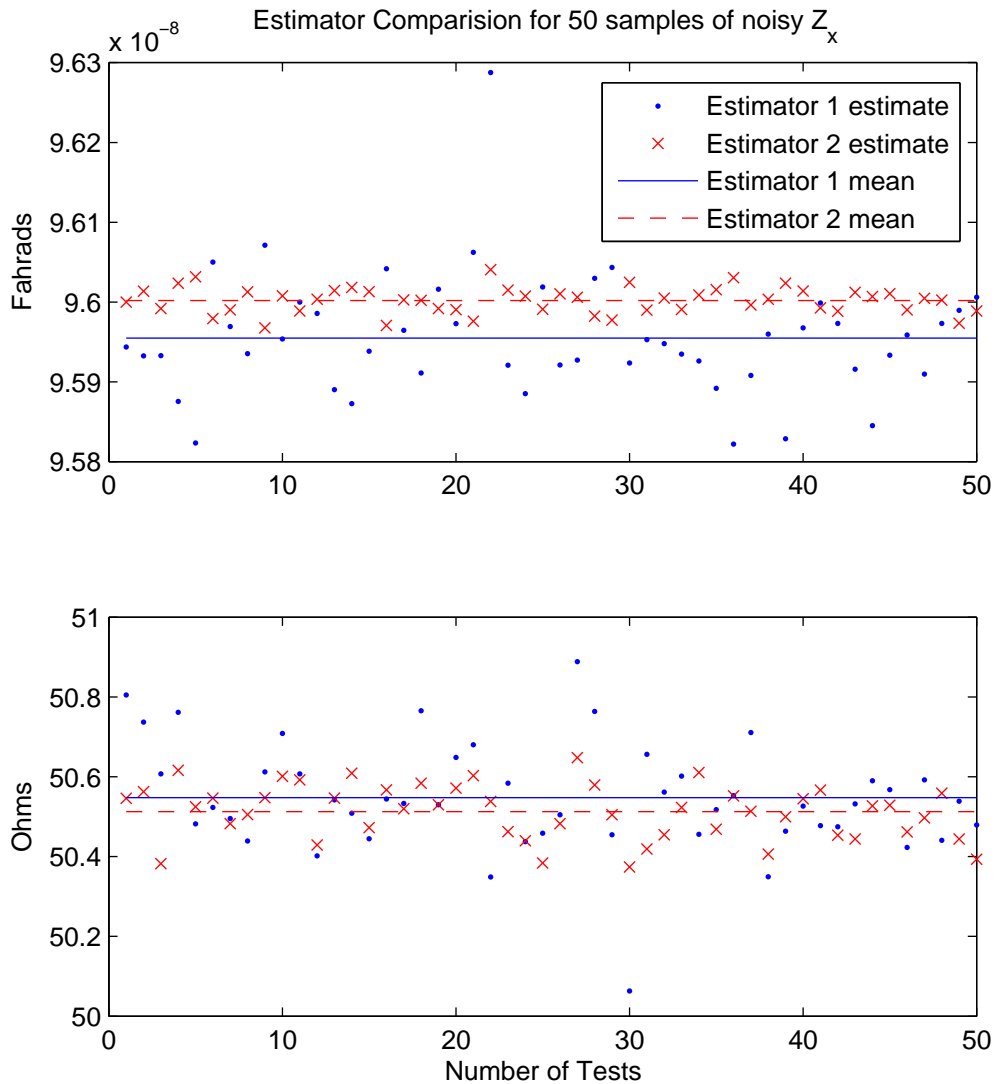 Estimator Comparision for 50 samples of noisy Z_x
x 10^−8
9.63
9.62
9.61
9.6
9.59
9.58
Fahrads
Estimator 1 estimate
Estimator 2 estimate
Estimator 1 mean
Estimator 2 mean
0 10 20 30 40 50
51
50.8
50.6
50.4
50.2
50
Ohms
0 10 20 30 40 50
Number of Tests